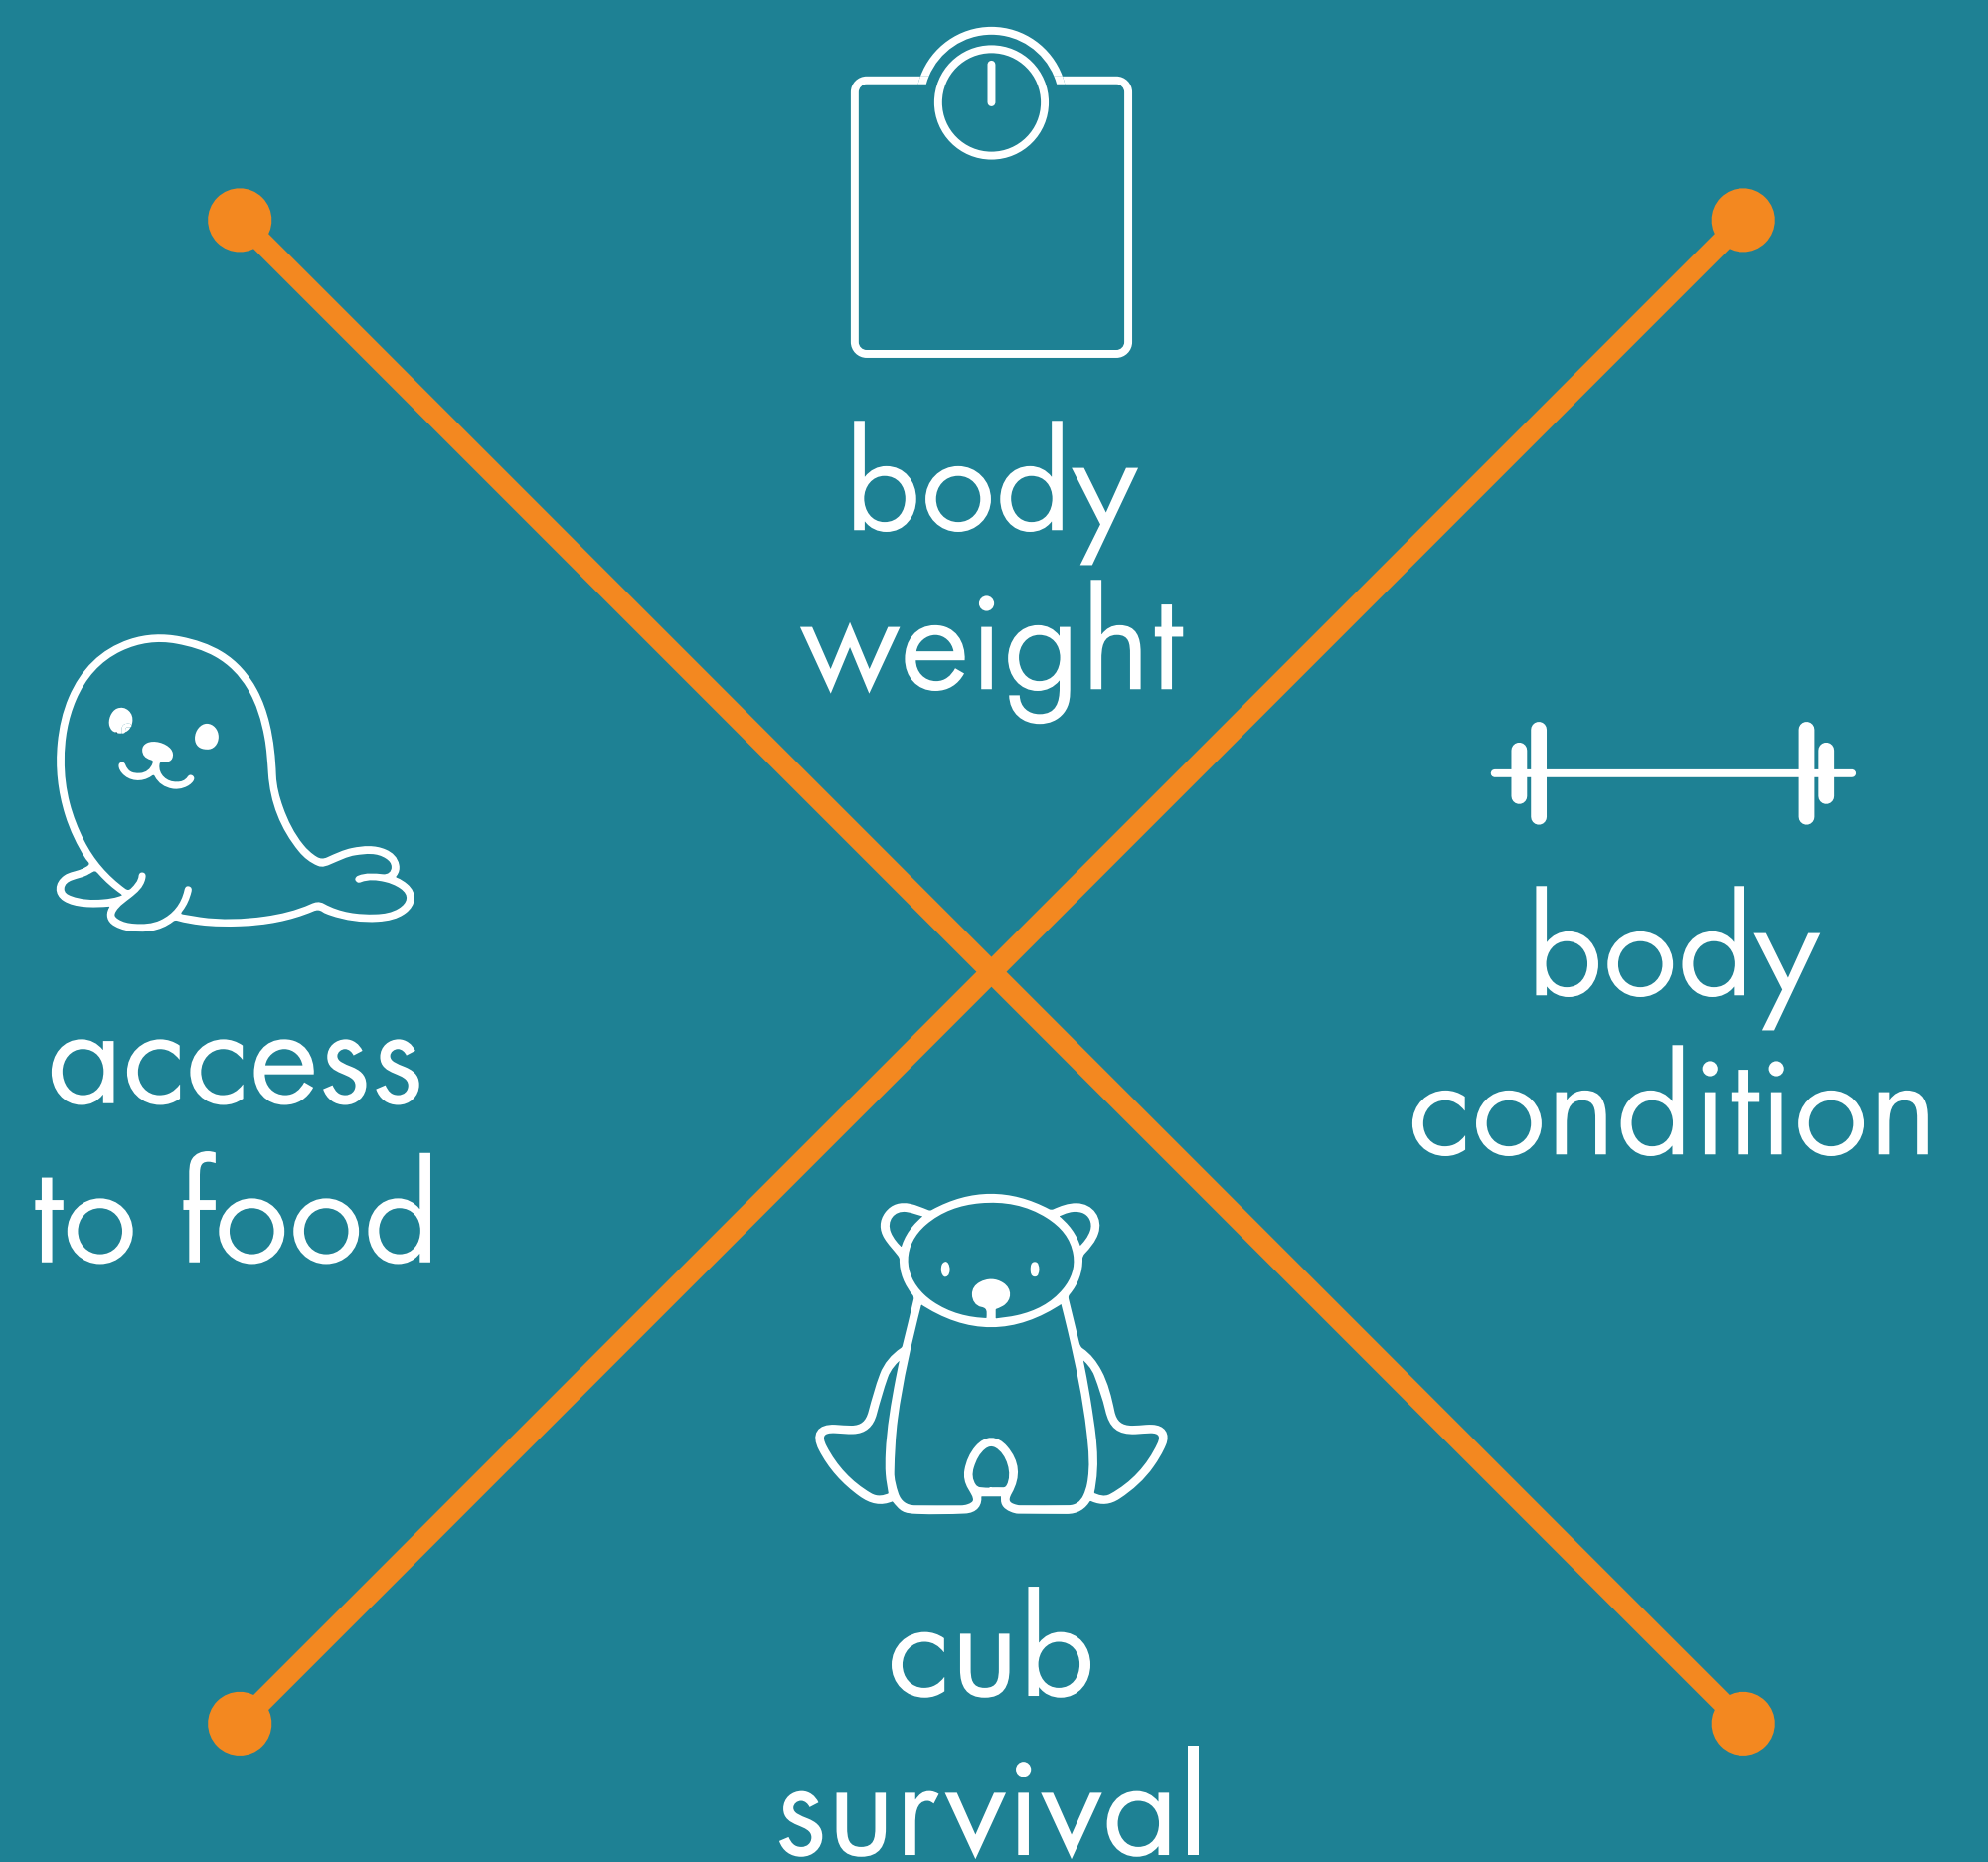 body
weight
access
to food
body
condition
cub
survival